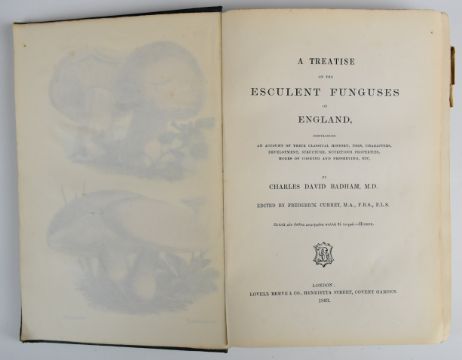 A TREATISE
ON THE
ESCULENT FUNGUSES
OF
ENGLAND,
CONTAINING
AN ACCOUNT OF THEIR CLASSICAL HISTORY, USES, CHARACTERS,
DEVELOPMENT, STRUCTURE, NUTRITIOUS PROPERTIES,
MODES OF COOKING AND PRESERVING, ETC.
BY
CHARLES DAVID BADHAM, M.D.
EDITED BY FREDERICK CURREY, M.A., F.R.S., F.L.S.
LONDON:
LOVELL REEVE & CO., HENRIETTA STREET, COVENT GARDEN.
1863.